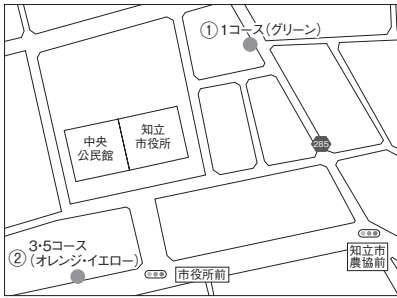 ① 1コース(グリーン)
285
中央
公民館
知立
市役所
② 3・5コース
(オレンジ・イエロー)
市役所前
知立市
農協前